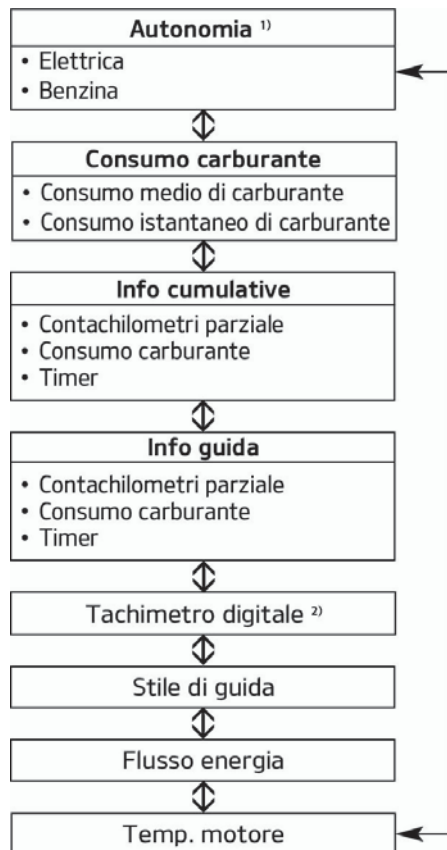 Autonomia ¹⁾
• Elettrica
• Benzina
Consumo carburante
• Consumo medio di carburante
• Consumo istantaneo di carburante
Info cumulative
• Contachilometri parziale
• Consumo carburante
• Timer
Info guida
• Contachilometri parziale
• Consumo carburante
• Timer
Tachimetro digitale ²⁾
Stile di guida
Flusso energia
Temp. motore